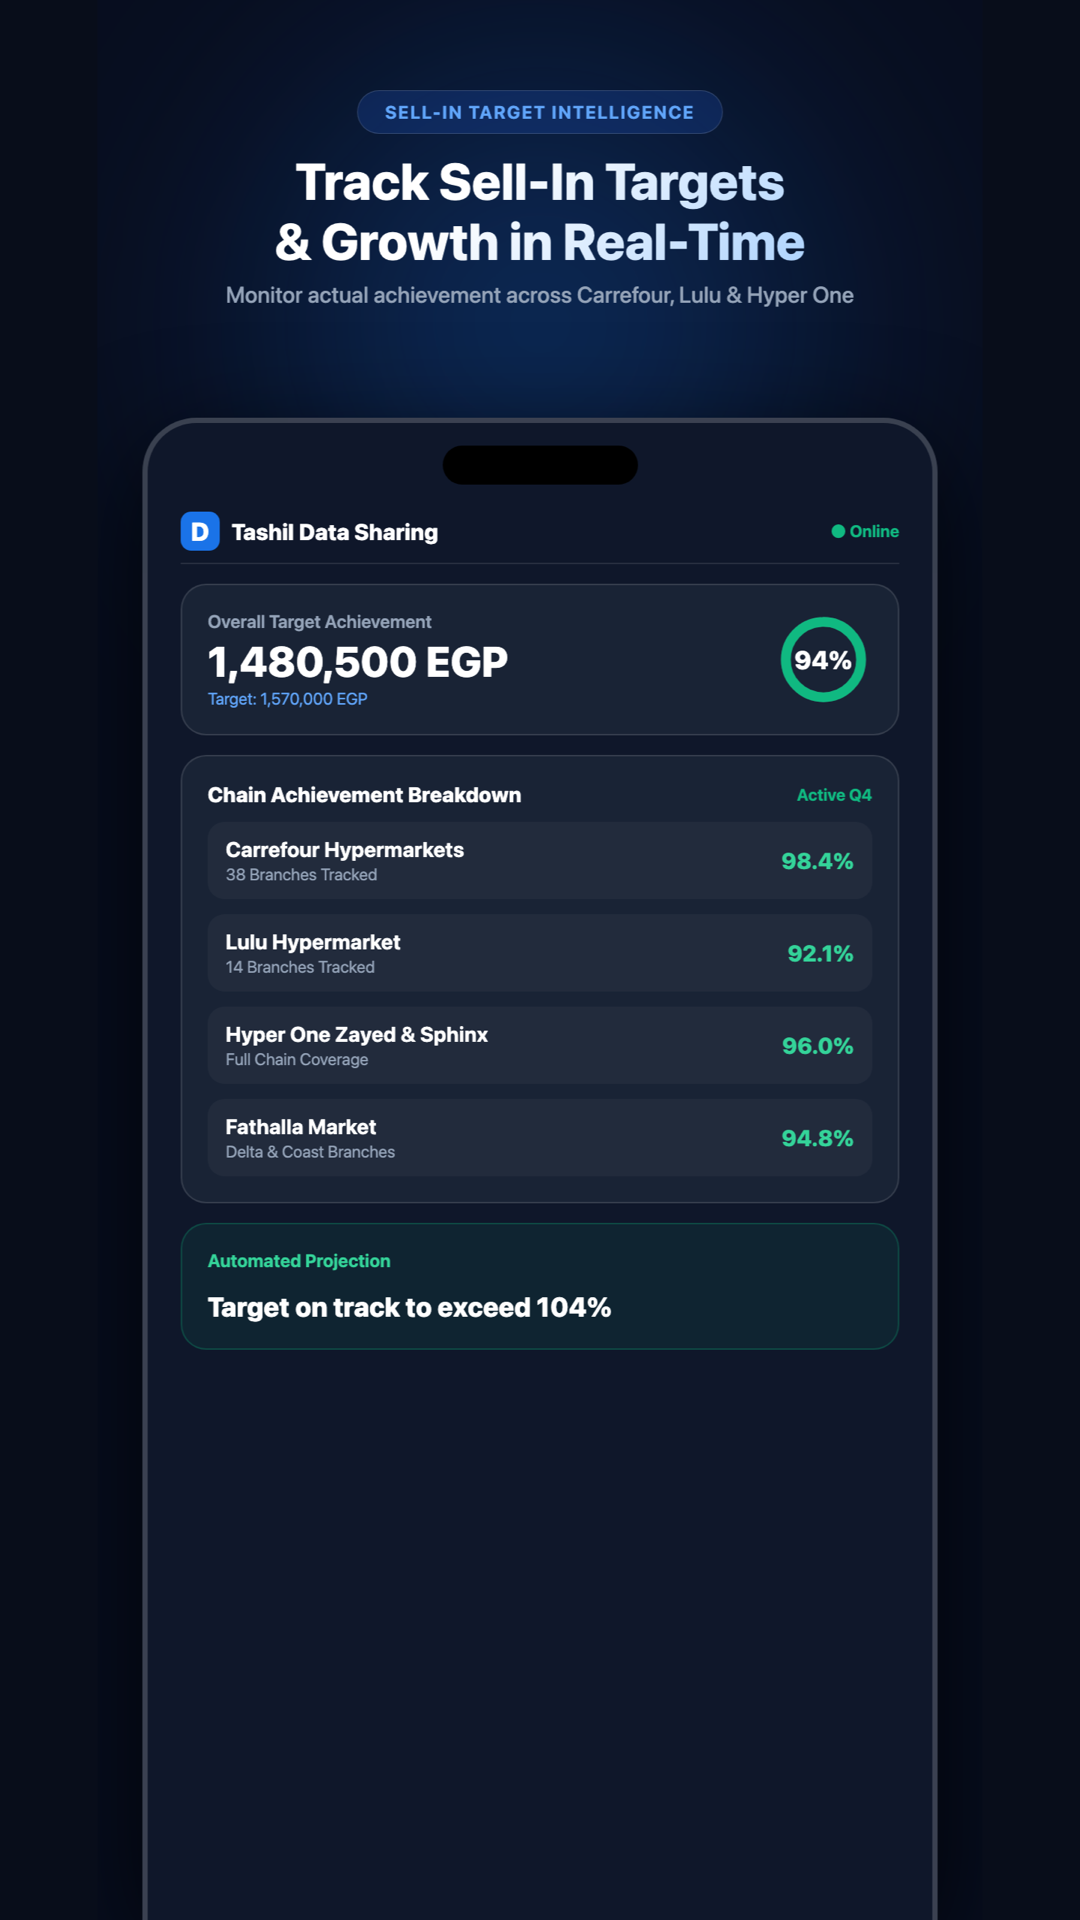 SELL-IN TARGET INTELLIGENCE
Track Sell-In Targets
& Growth in Real-Time
Monitor actual achievement across Carrefour, Lulu & Hyper One
D Tashil Data Sharing
Online
Overall Target Achievement
1,480,500 EGP
Target: 1,570,000 EGP
94%
Chain Achievement Breakdown
Active Q4
Carrefour Hypermarkets
38 Branches Tracked
98.4%
Lulu Hypermarket
14 Branches Tracked
92.1%
Hyper One Zayed & Sphinx
Full Chain Coverage
96.0%
Fathalla Market
Delta & Coast Branches
94.8%
Automated Projection
Target on track to exceed 104%